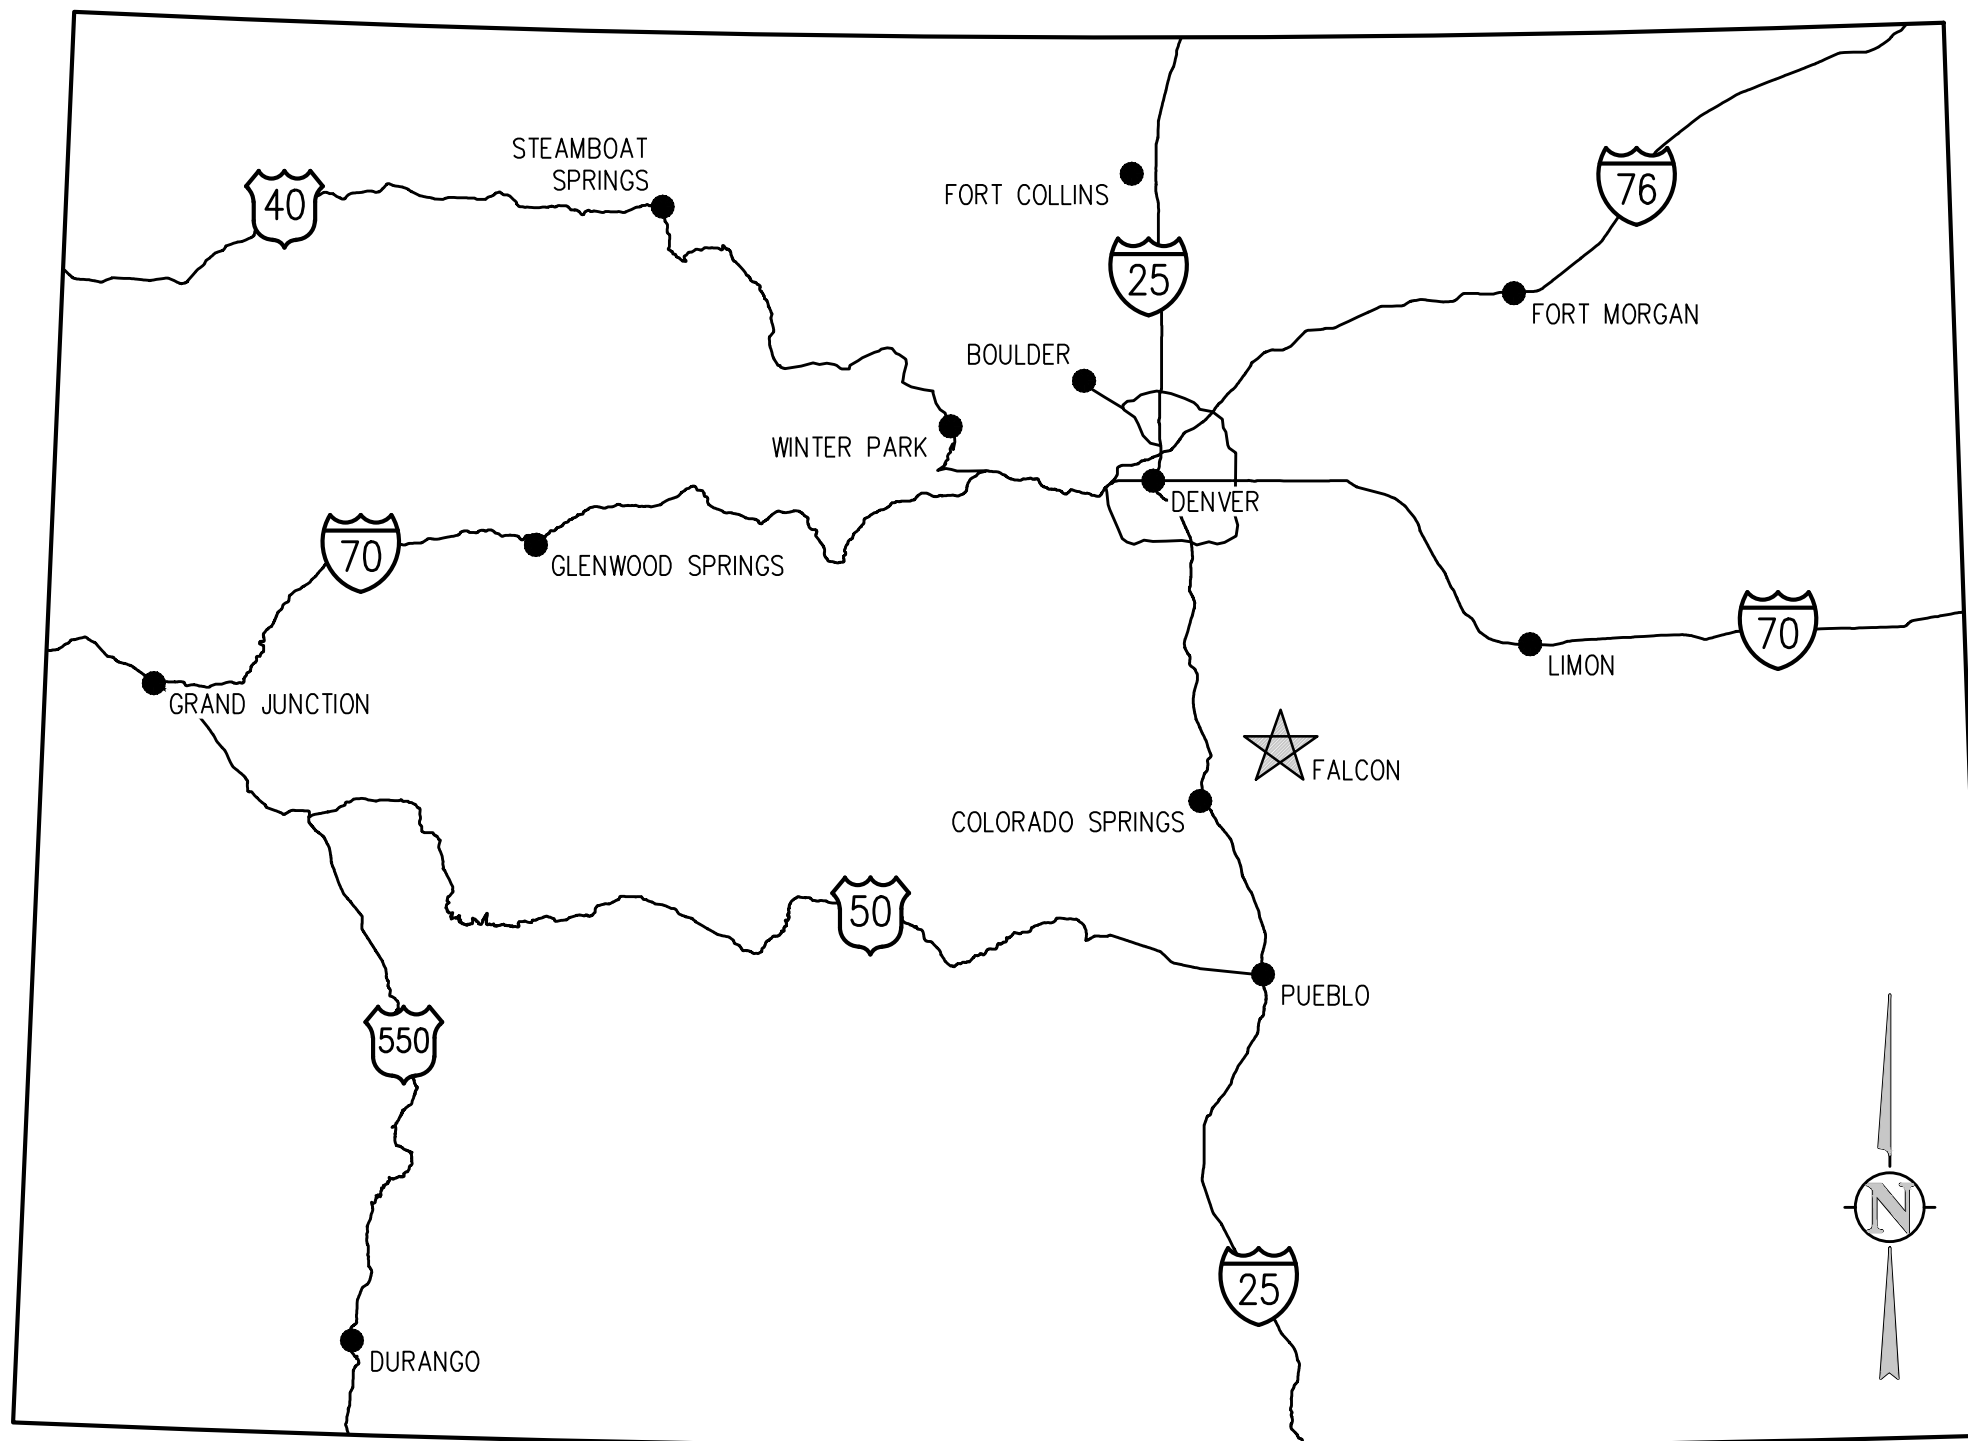 STEAMBOAT
SPRINGS
40
FORT COLLINS
76
25
FORT MORGAN
BOULDER
WINTER PARK
DENVER
70
GLENWOOD SPRINGS
70
LIMON
GRAND JUNCTION
FALCON
COLORADO SPRINGS
50
PUEBLO
550
N
25
DURANGO